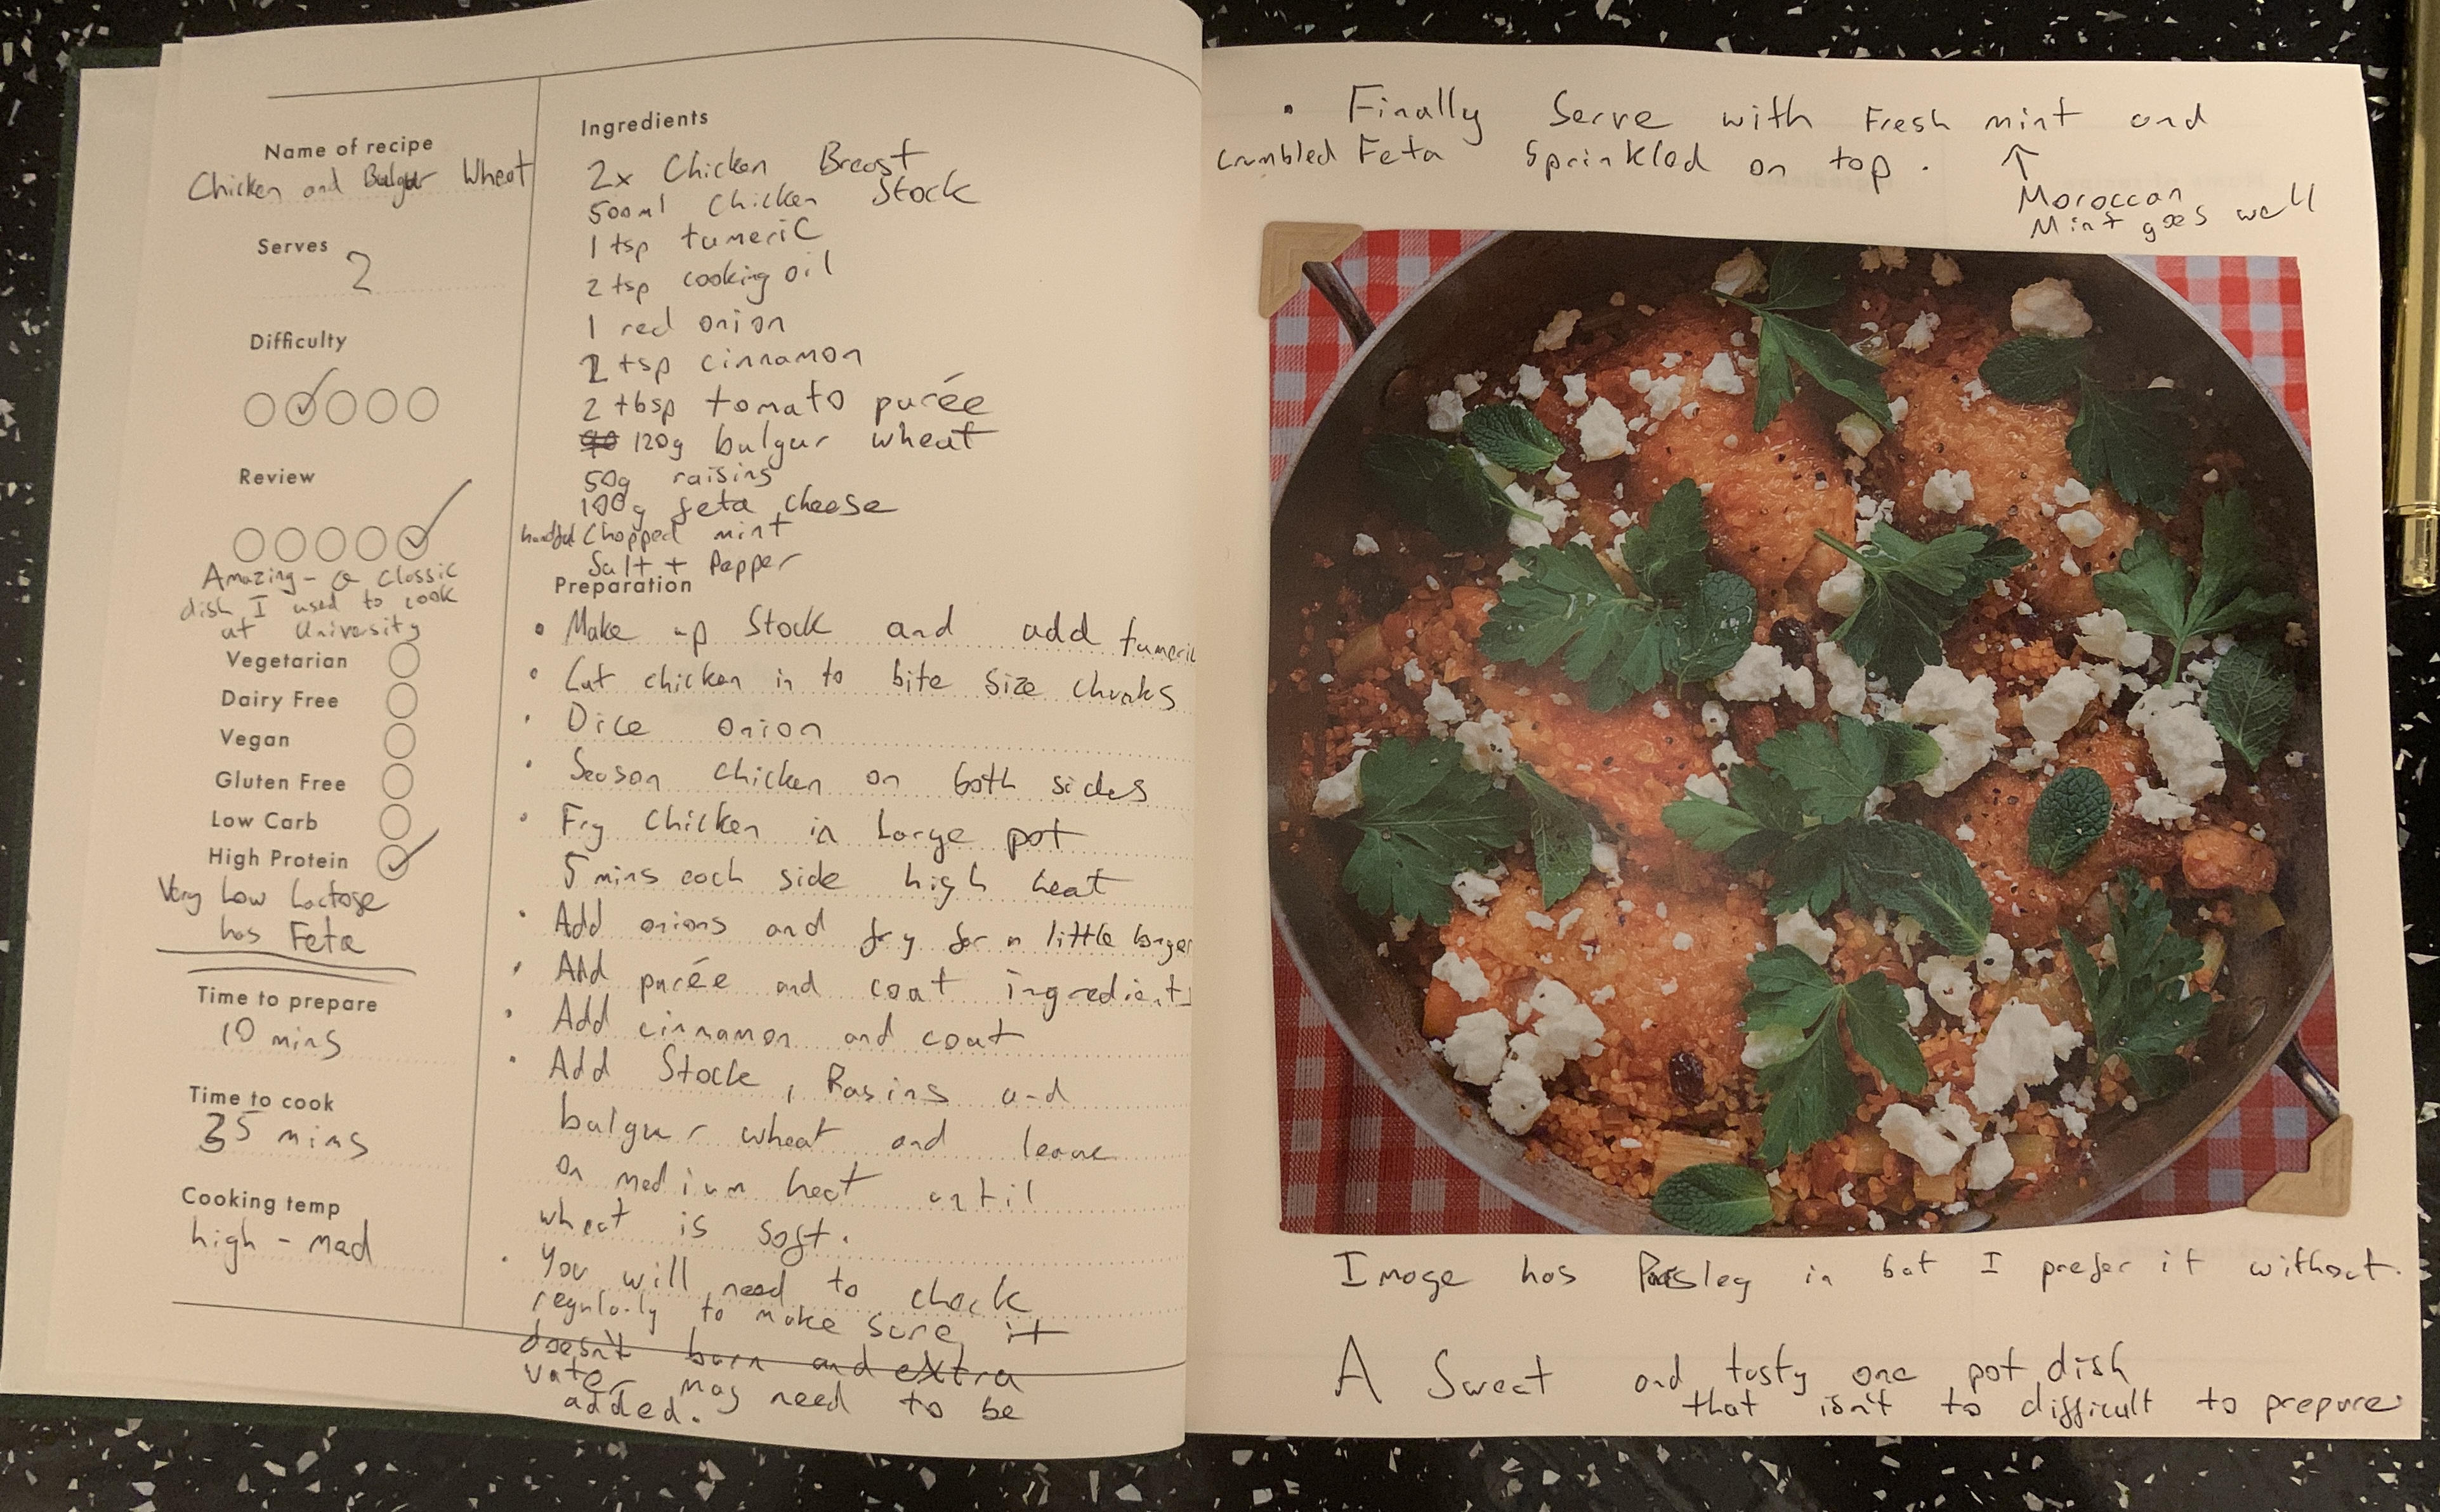 Name of recipe
Chicken and Bulgur Wheat
Serves
2
Difficulty
Review
Amazing - a classic
dish I used to cook
at University
Vegetarian
Dairy Free
Vegan
Gluten Free
Low Carb
High Protein
Very Low Lactose
has Feta
Time to prepare
10 mins
Time to cook
35 mins
Cooking temp
high - med
Ingredients
2x Chicken Breast
500ml Chicken Stock
1 tsp tumeric
2 tsp cooking oil
1 red onion
tsp cinnamon
2 tbsp tomato purée
120g bulgur wheat
50g raisins
100g feta cheese
handful Chopped mint
Salt + Pepper
Preparation
• Make up Stock and add tumeric
• Cut chicken in to bite size chunks
• Dice onion
• Season chicken on both sides
• Fry chicken in large pot
5 mins each side high heat
• Add onions and fry for a little longer
• Add purée and coat ingredients
• Add cinnamon and coat
• Add Stock, Rasins and
bulgur wheat and leave
on medium heat until
wheat is soft.
• You will need to check
regularly to make sure it
doesn't burn and extra
water may need to be
added.
• Finally Serve with Fresh mint and
crumbled Feta Sprinkled on top.
↑
Moroccan
Mint goes well
Image has Parsley in but I prefer it without.
A Sweet and tasty one pot dish
that isn't to difficult to prepare